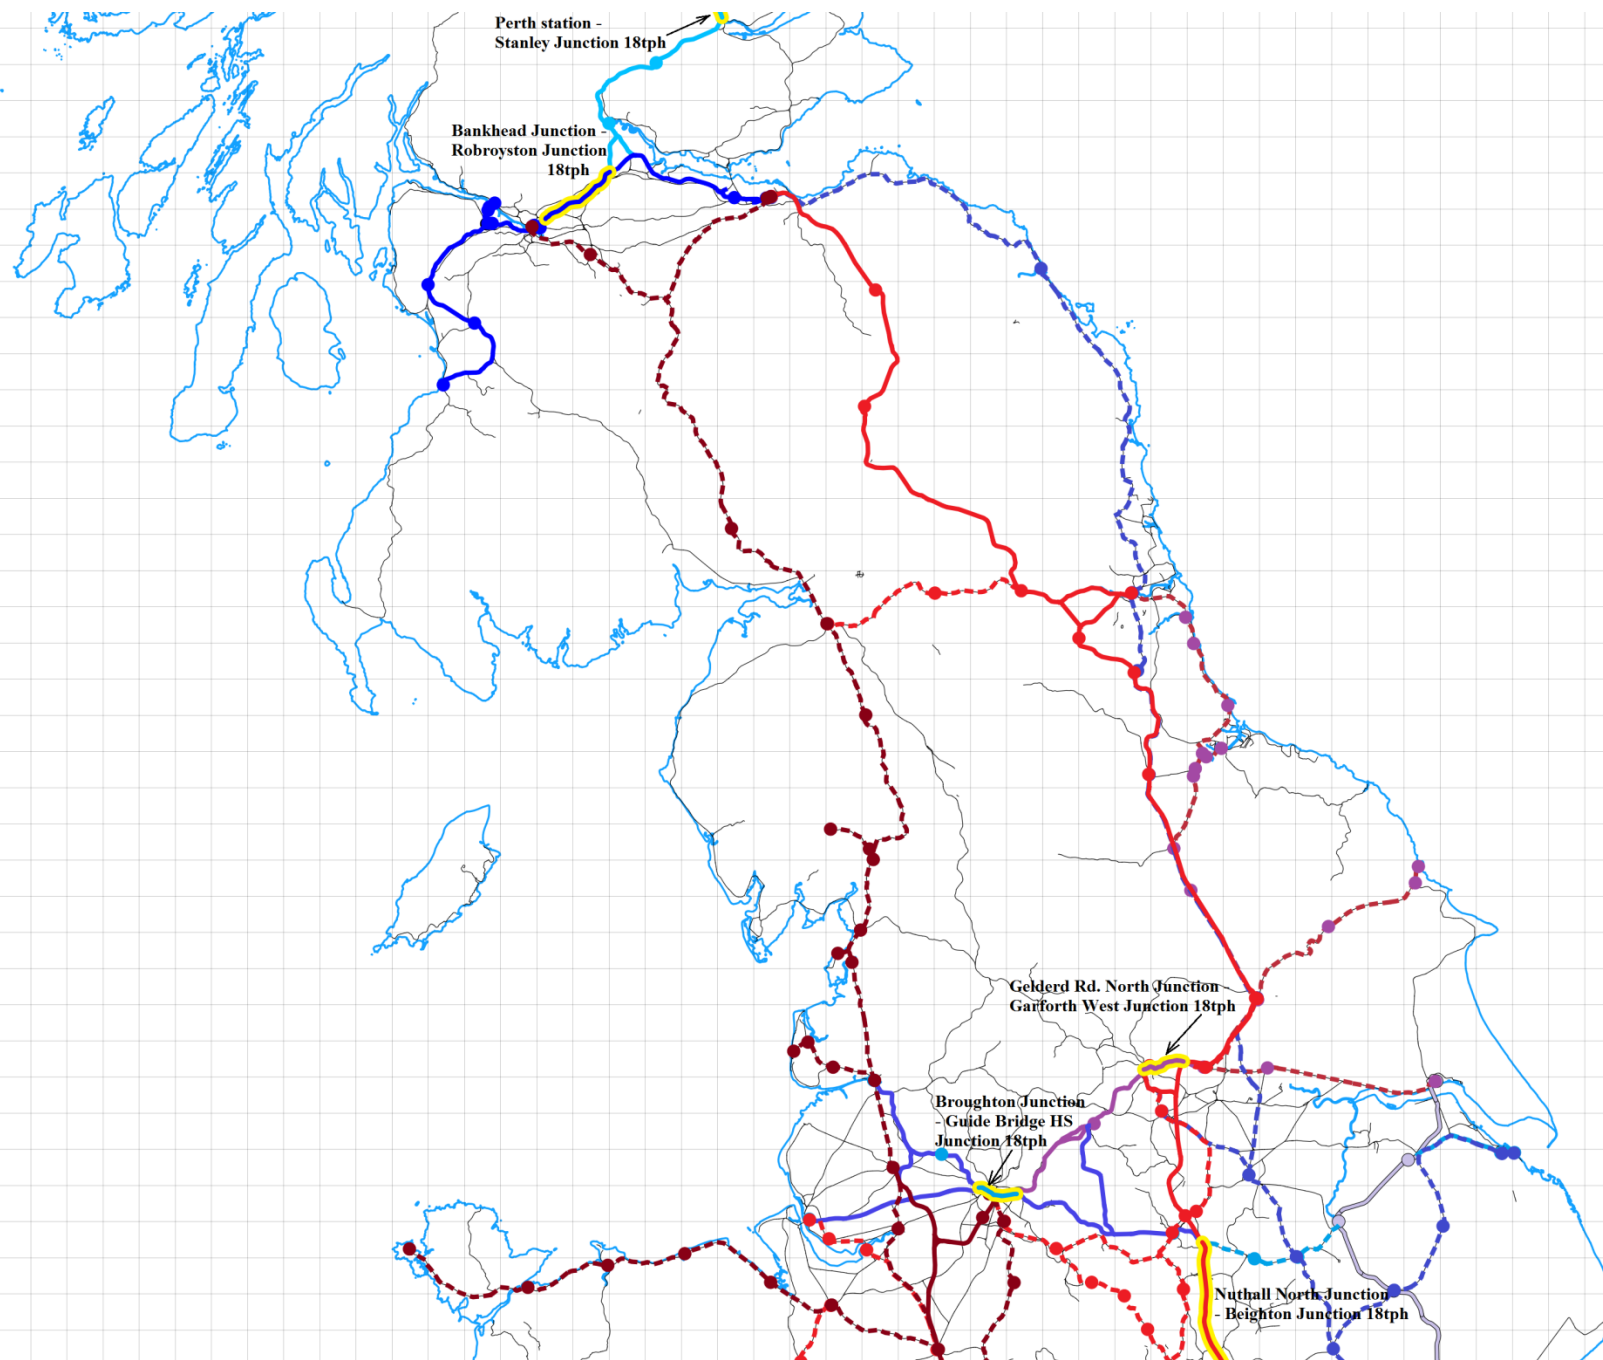 Perth station -
Stanley Junction 18tph
Bankhead Junction -
Robroyston Junction
18tph
Gelderd Rd. North Junction -
Garforth West Junction 18tph
Broughton Junction
- Guide Bridge HS
Junction 18tph
Nuthall North Junction
- Beighton Junction 18tph